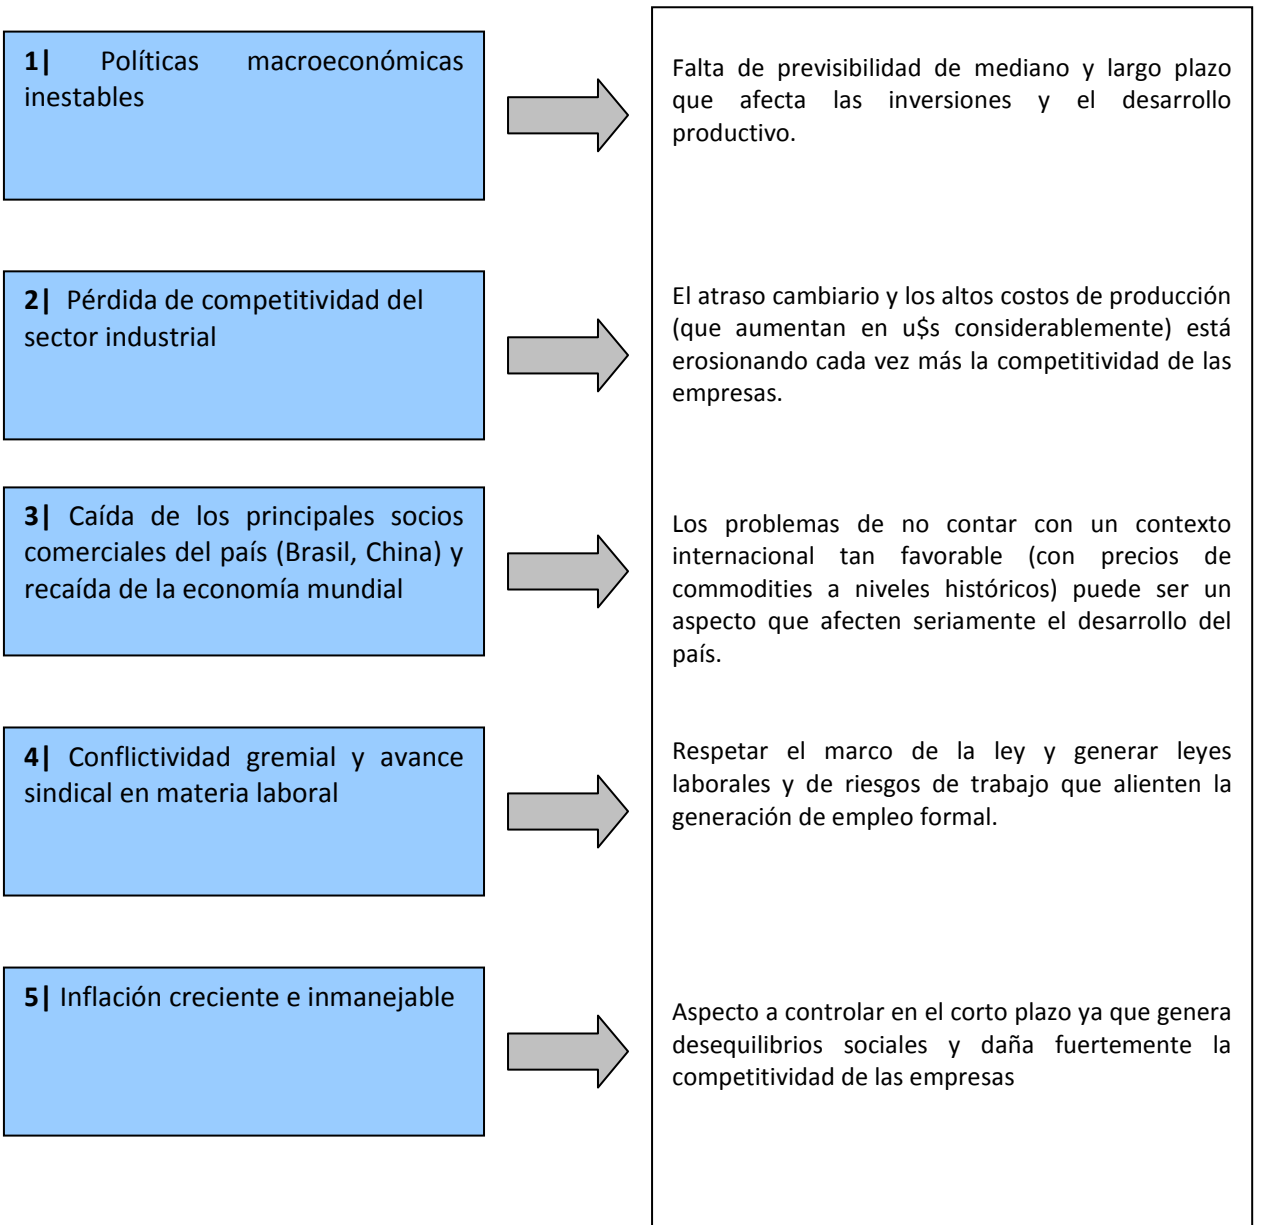 1| Políticas macroeconómicas
inestables
Falta de previsibilidad de mediano y largo plazo
que afecta las inversiones y el desarrollo
productivo.
2| Pérdida de competitividad del
sector industrial
El atraso cambiario y los altos costos de producción
(que aumentan en u$s considerablemente) está
erosionando cada vez más la competitividad de las
empresas.
3| Caída de los principales socios
comerciales del país (Brasil, China) y
recaída de la economía mundial
Los problemas de no contar con un contexto
internacional tan favorable (con precios de
commodities a niveles históricos) puede ser un
aspecto que afecten seriamente el desarrollo del
país.
4| Conflictividad gremial y avance
sindical en materia laboral
Respetar el marco de la ley y generar leyes
laborales y de riesgos de trabajo que alienten la
generación de empleo formal.
5| Inflación creciente e inmanejable
Aspecto a controlar en el corto plazo ya que genera
desequilibrios sociales y daña fuertemente la
competitividad de las empresas